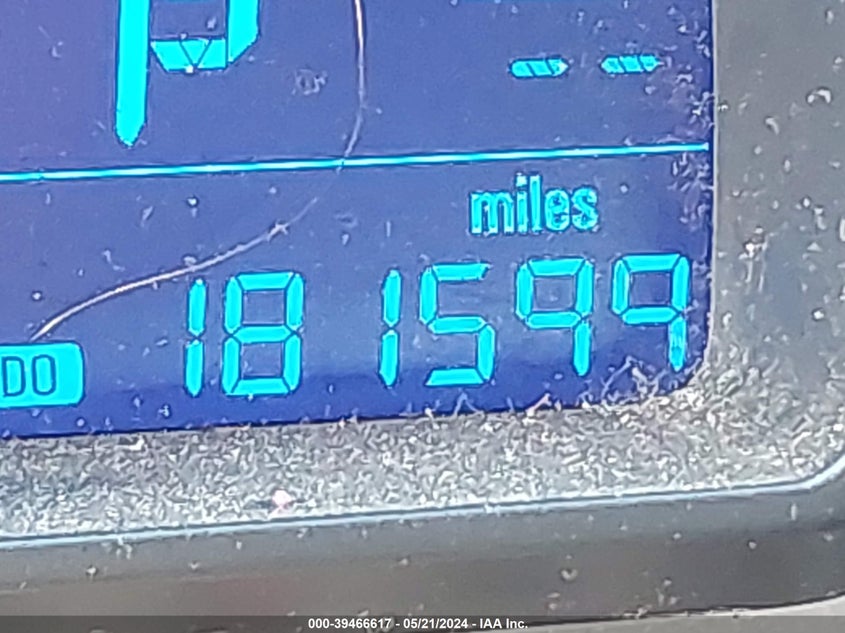 P
-- 
miles
DO 181599
000-39466617 - 05/21/2024 - IAA Inc.